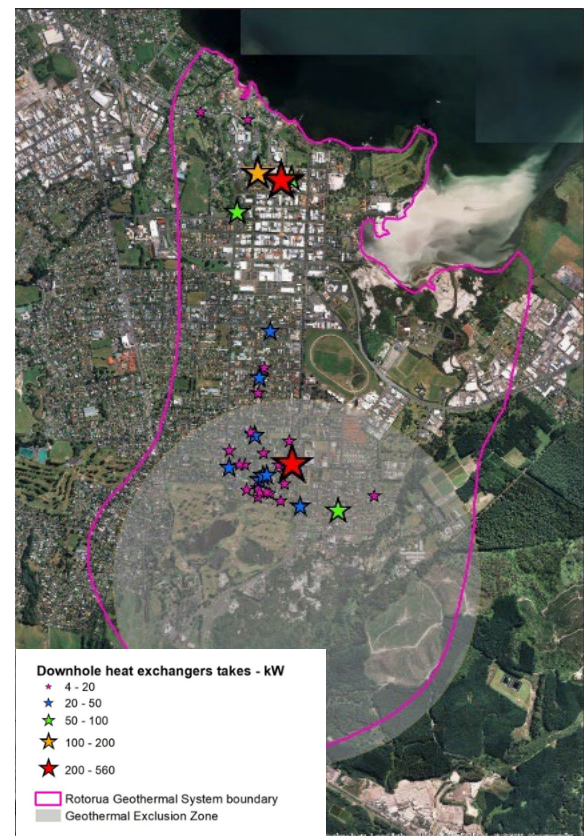 Downhole heat exchangers takes - kW
4 - 20
20 - 50
50 - 100
100 - 200
200 - 560
Rotorua Geothermal System boundary
Geothermal Exclusion Zone